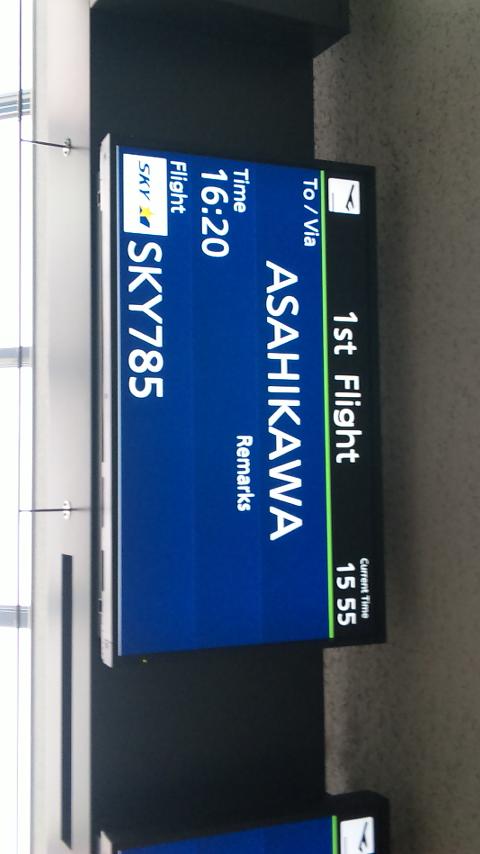 1st Flight
Current Time
15 55
To / Via
ASAHIKAWA
Time
Remarks
16:20
Flight
SKY
SKY785